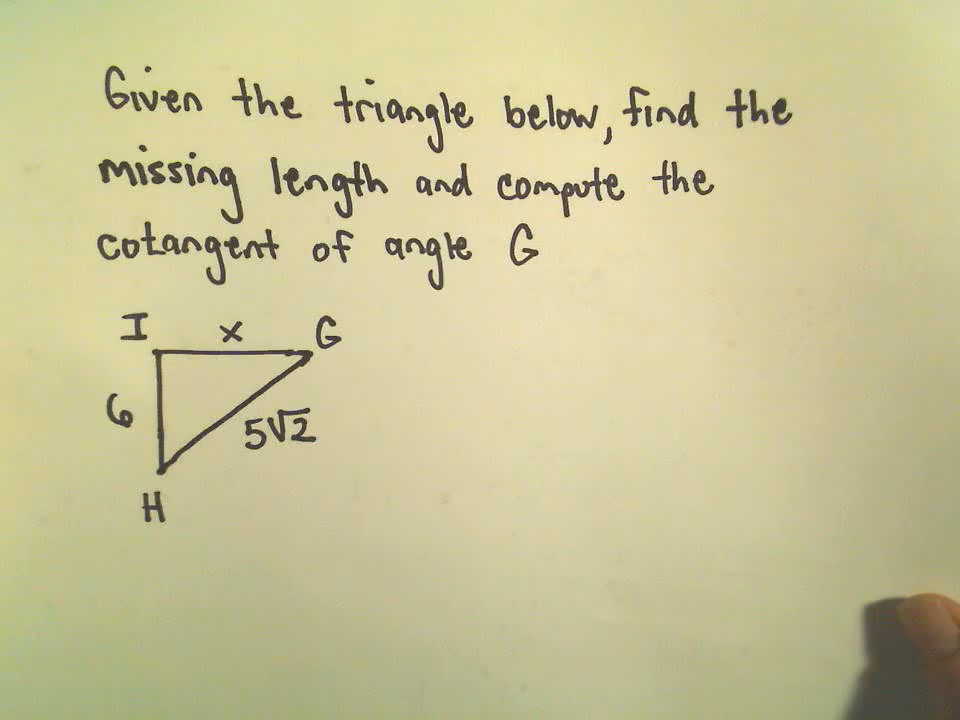 Given the triangle below, find the
missing length and compute the
cotangent of angle G
I x G
6
5√2
H